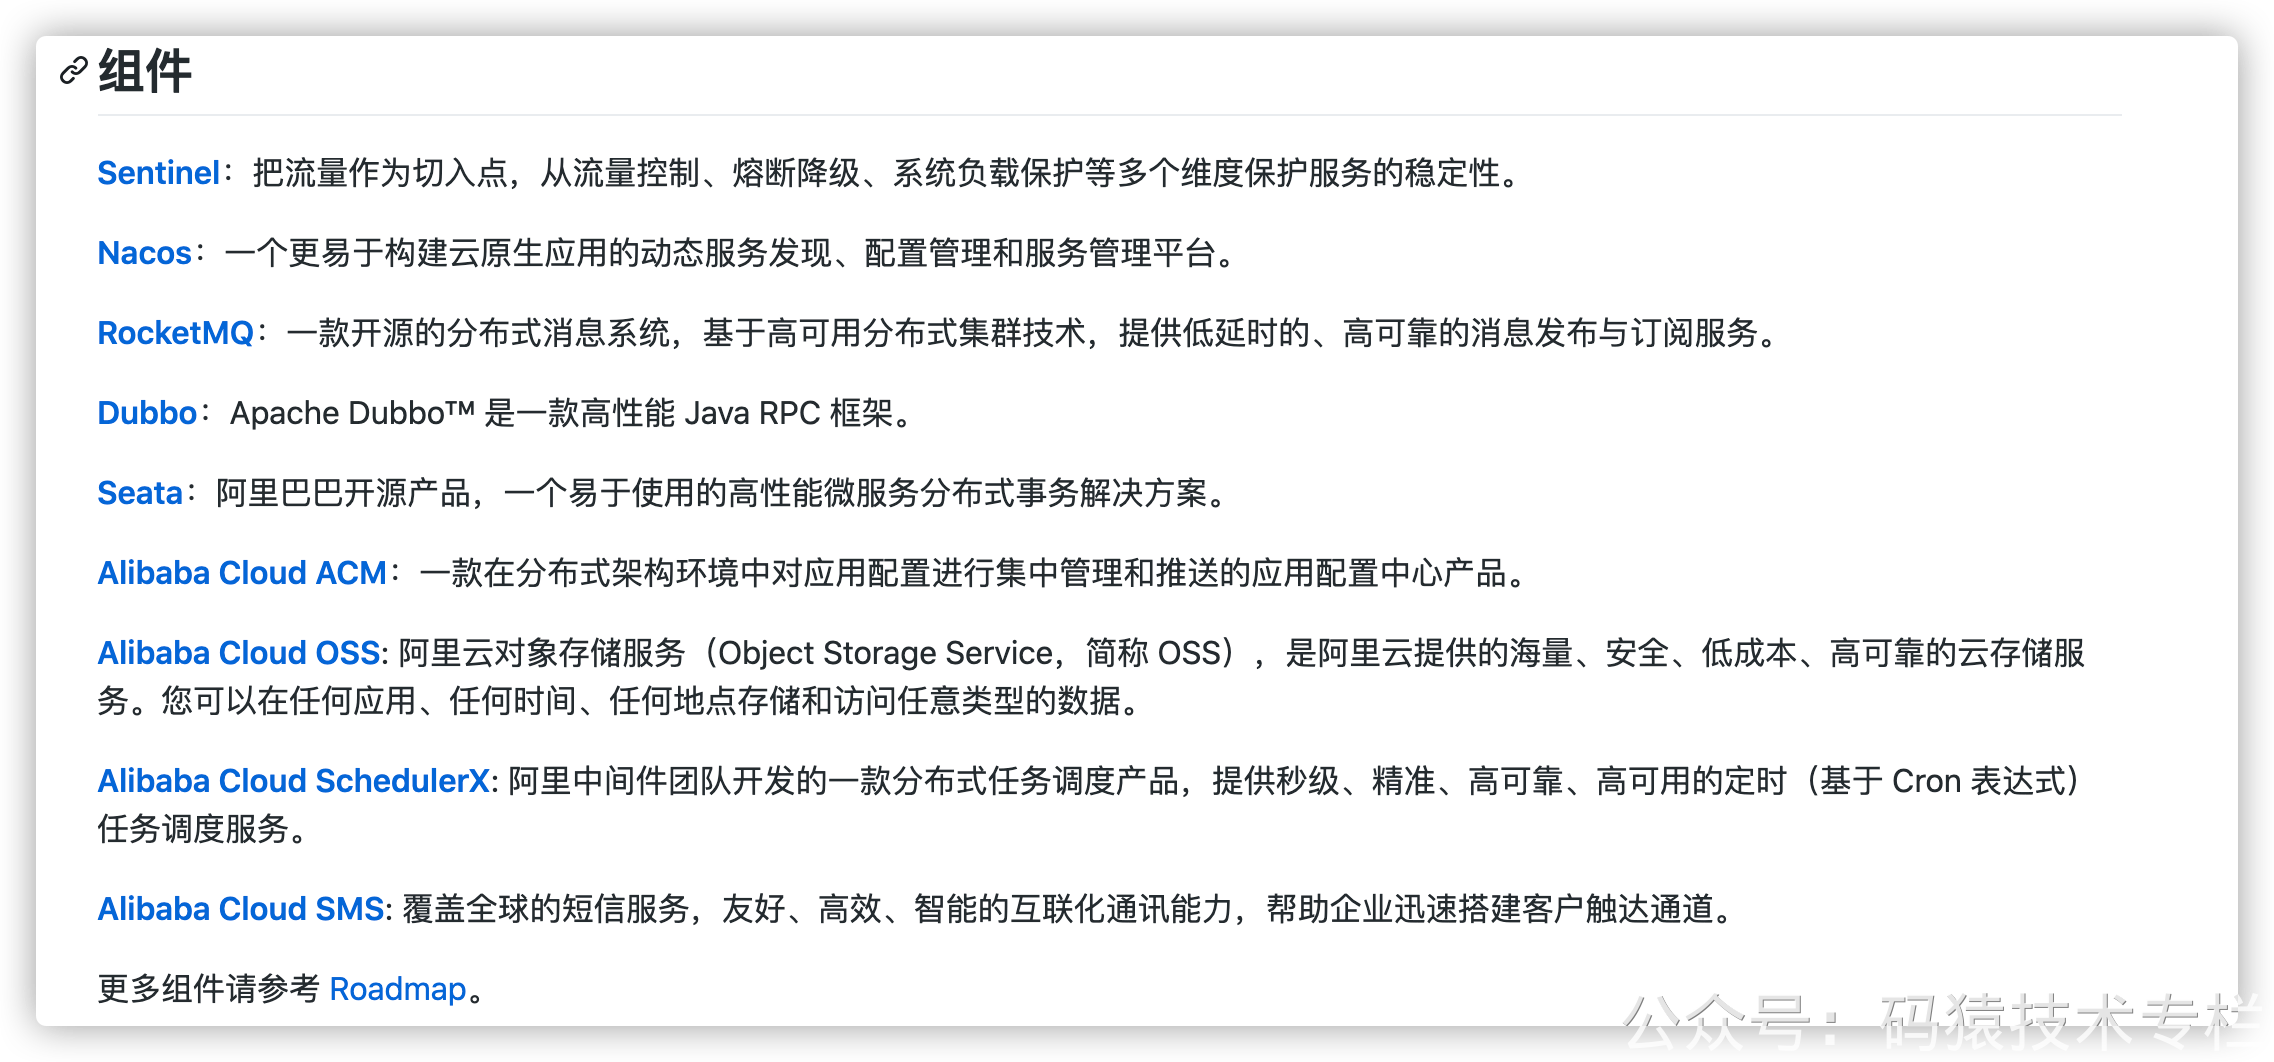 组件
Sentinel：把流量作为切入点，从流量控制、熔断降级、系统负载保护等多个维度保护服务的稳定性。
Nacos：一个更易于构建云原生应用的动态服务发现、配置管理和服务管理平台。
RocketMQ：一款开源的分布式消息系统，基于高可用分布式集群技术，提供低延时的、高可靠的消息发布与订阅服务。
Dubbo：Apache Dubbo™ 是一款高性能 Java RPC 框架。
Seata：阿里巴巴开源产品，一个易于使用的高性能微服务分布式事务解决方案。
Alibaba Cloud ACM：一款在分布式架构环境中对应用配置进行集中管理和推送的应用配置中心产品。
Alibaba Cloud OSS: 阿里云对象存储服务（Object Storage Service，简称 OSS），是阿里云提供的海量、安全、低成本、高可靠的云存储服
务。您可以在任何应用、任何时间、任何地点存储和访问任意类型的数据。
Alibaba Cloud SchedulerX: 阿里中间件团队开发的一款分布式任务调度产品，提供秒级、精准、高可靠、高可用的定时（基于 Cron 表达式）
任务调度服务。
Alibaba Cloud SMS: 覆盖全球的短信服务，友好、高效、智能的互联化通讯能力，帮助企业迅速搭建客户触达通道。
更多组件请参考 Roadmap。
公众号：码猿技术专栏